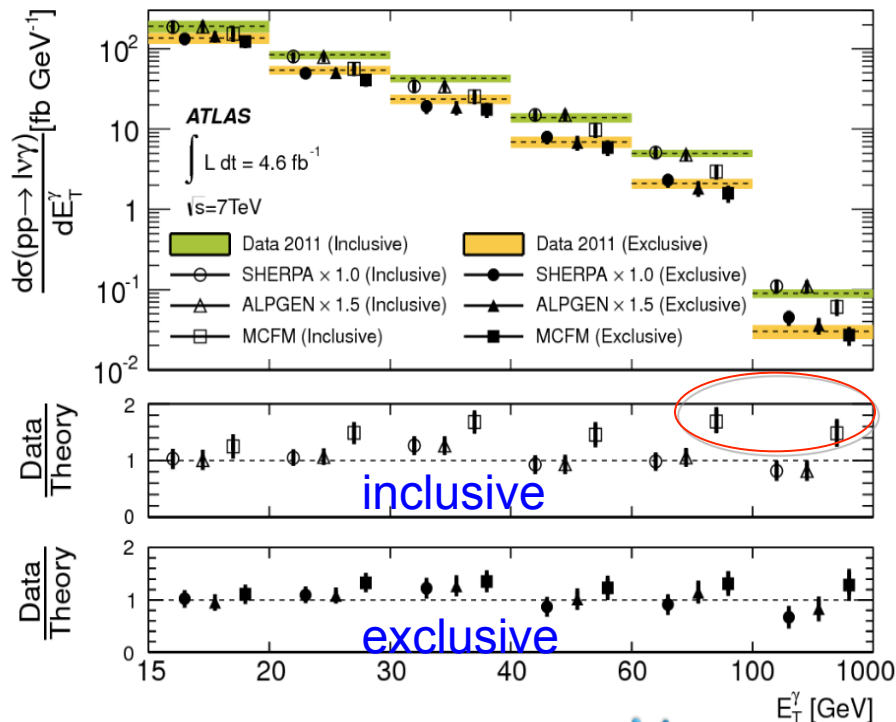 dσ(pp→ lνγ) / dE_T^γ [fb GeV⁻¹]
10²
10
1
10⁻¹
10⁻²
ATLAS
∫ L dt = 4.6 fb⁻¹
√s=7TeV
Data 2011 (Inclusive)
Data 2011 (Exclusive)
SHERPA × 1.0 (Inclusive)
SHERPA × 1.0 (Exclusive)
ALPGEN × 1.5 (Inclusive)
ALPGEN × 1.5 (Exclusive)
MCFM (Inclusive)
MCFM (Exclusive)
Data
Theory
2
1
0
inclusive
Data
Theory
2
1
0
exclusive
15 20 30 40 60 100 1000
E_T^γ [GeV]